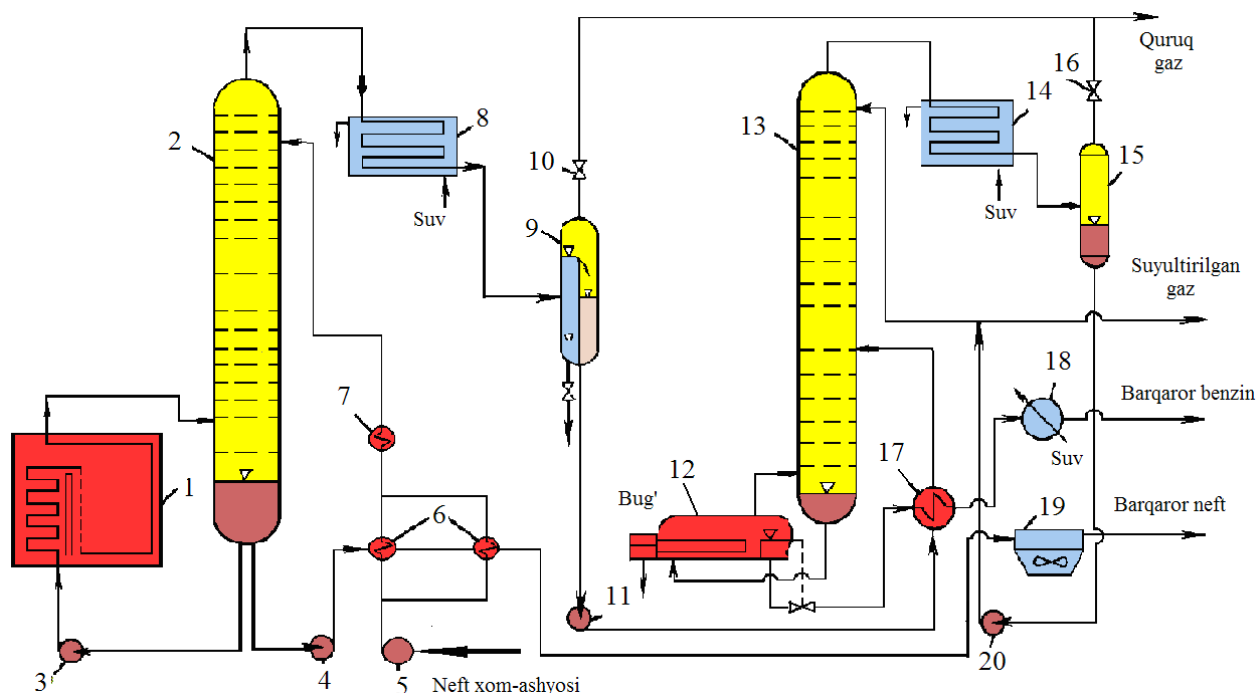 Quruq
gaz
16
2
8
14
13
15
10
Suv
Suv
9
Suyultirilgan
gaz
18
7
Barqaror benzin
17
12
Suv
Bug'
1
6
19
Barqaror neft
11
20
3
4
5
Neft xom-ashyosi